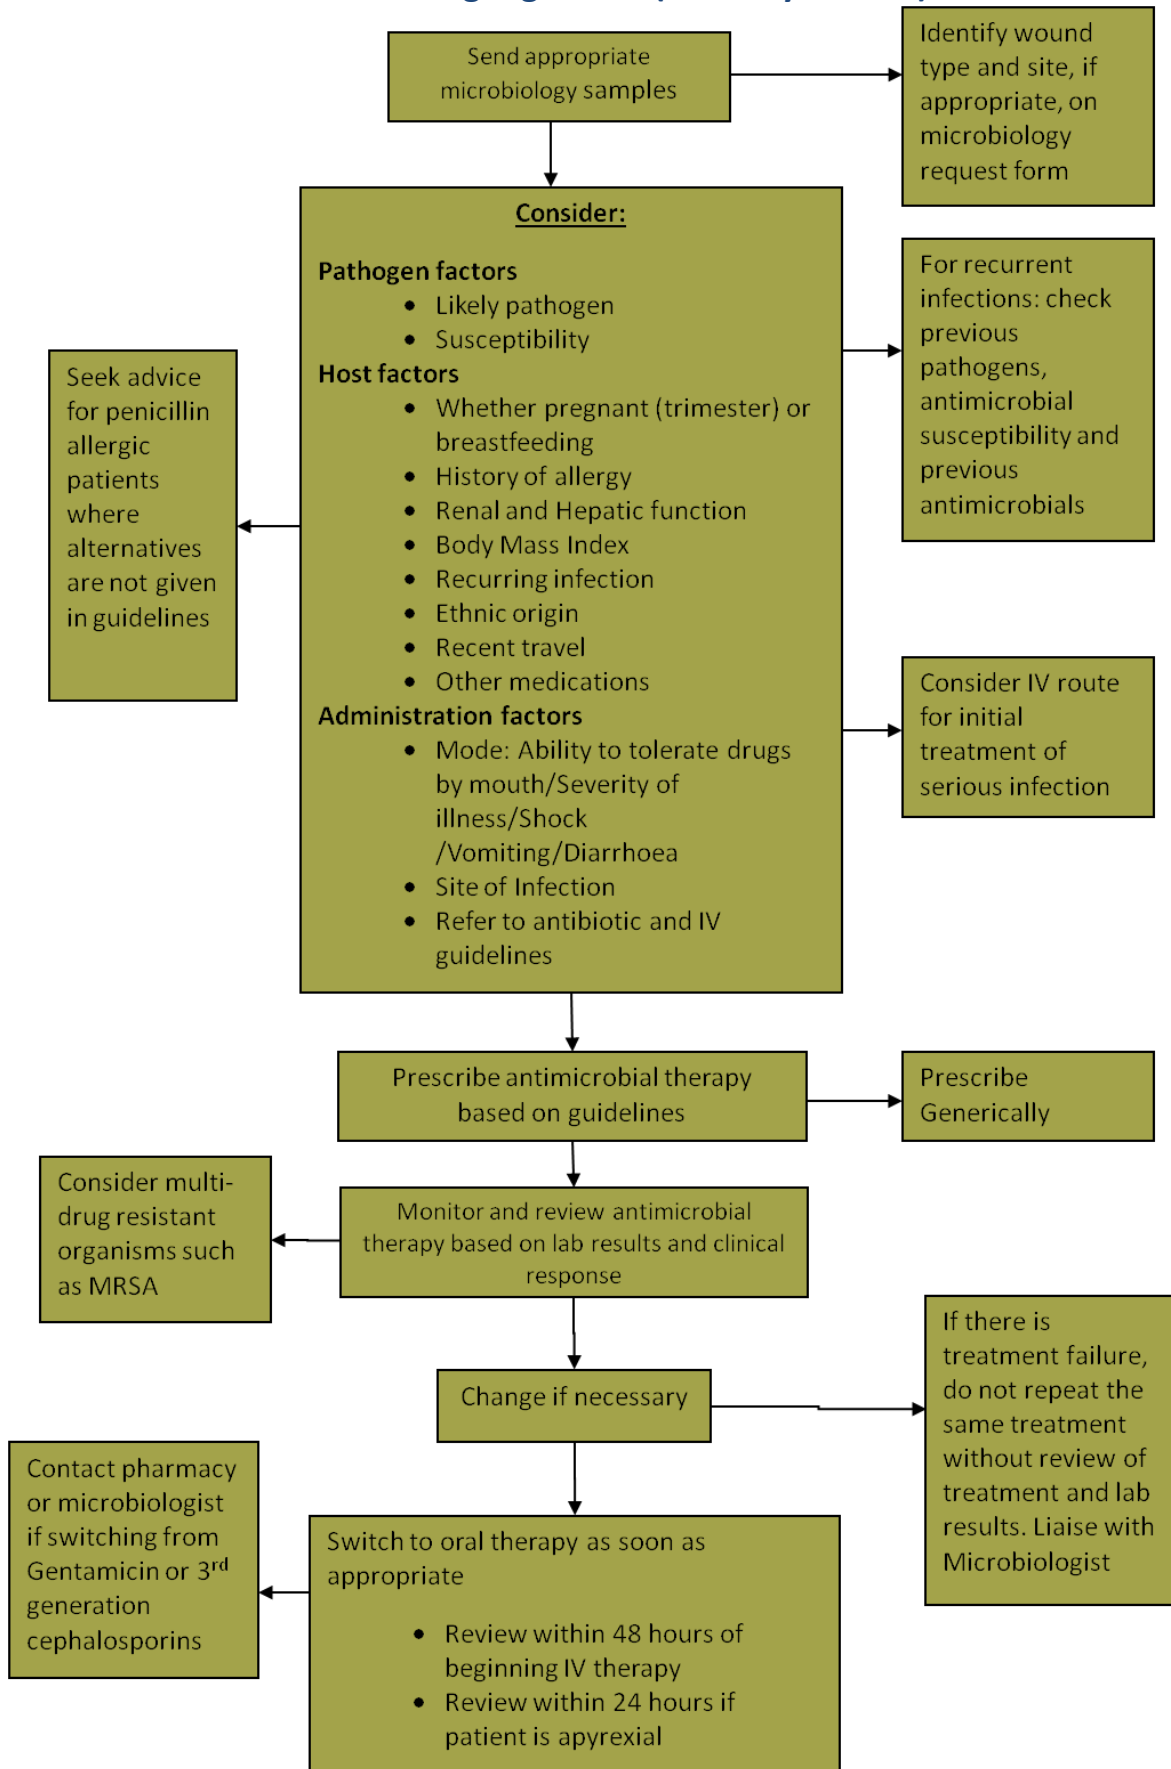 Send appropriate
microbiology samples
Identify wound
type and site, if
appropriate, on
microbiology
request form
Consider:
Pathogen factors
• Likely pathogen
• Susceptibility
Host factors
• Whether pregnant (trimester) or
breastfeeding
• History of allergy
• Renal and Hepatic function
• Body Mass Index
• Recurring infection
• Ethnic origin
• Recent travel
• Other medications
Administration factors
• Mode: Ability to tolerate drugs
by mouth/Severity of
illness/Shock
/Vomiting/Diarrhoea
• Site of Infection
• Refer to antibiotic and IV
guidelines
For recurrent
infections: check
previous
pathogens,
antimicrobial
susceptibility and
previous
antimicrobials
Seek advice
for penicillin
allergic
patients
where
alternatives
are not given
in guidelines
Consider IV route
for initial
treatment of
serious infection
Prescribe antimicrobial therapy
based on guidelines
Prescribe
Generically
Consider multi-
drug resistant
organisms such
as MRSA
Monitor and review antimicrobial
therapy based on lab results and clinical
response
Change if necessary
If there is
treatment failure,
do not repeat the
same treatment
without review of
treatment and lab
results. Liaise with
Microbiologist
Contact pharmacy
or microbiologist
if switching from
Gentamicin or 3rd
generation
cephalosporins
Switch to oral therapy as soon as
appropriate
• Review within 48 hours of
beginning IV therapy
• Review within 24 hours if
patient is apyrexial